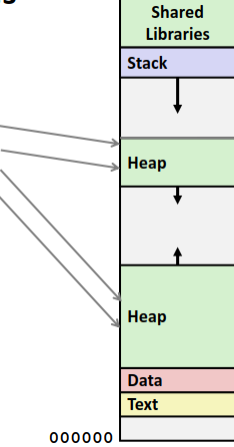 Shared
Libraries
Stack
Heap
Heap
Data
Text
000000